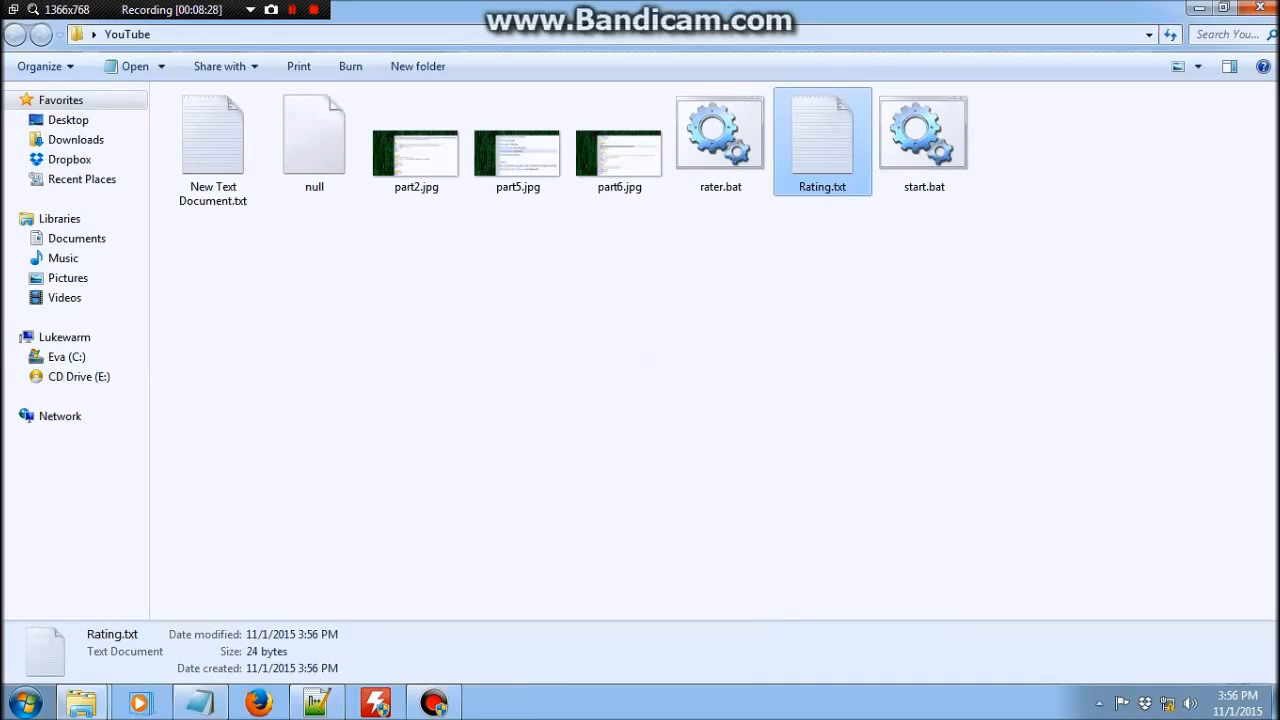 1366x768 Recording [00:08:28]
www.Bandicam.com
YouTube
Search You...
Organize Open Share with Print Burn New folder
Favorites
Desktop
Downloads
Dropbox
Recent Places
Libraries
Documents
Music
Pictures
Videos
Lukewarm
Eva (C:)
CD Drive (E:)
Network
New Text
Document.txt
null
part2.jpg
part5.jpg
part6.jpg
rater.bat
Rating.txt
start.bat
Rating.txt Date modified: 11/1/2015 3:56 PM
Text Document Size: 24 bytes
Date created: 11/1/2015 3:56 PM
3:56 PM
11/1/2015